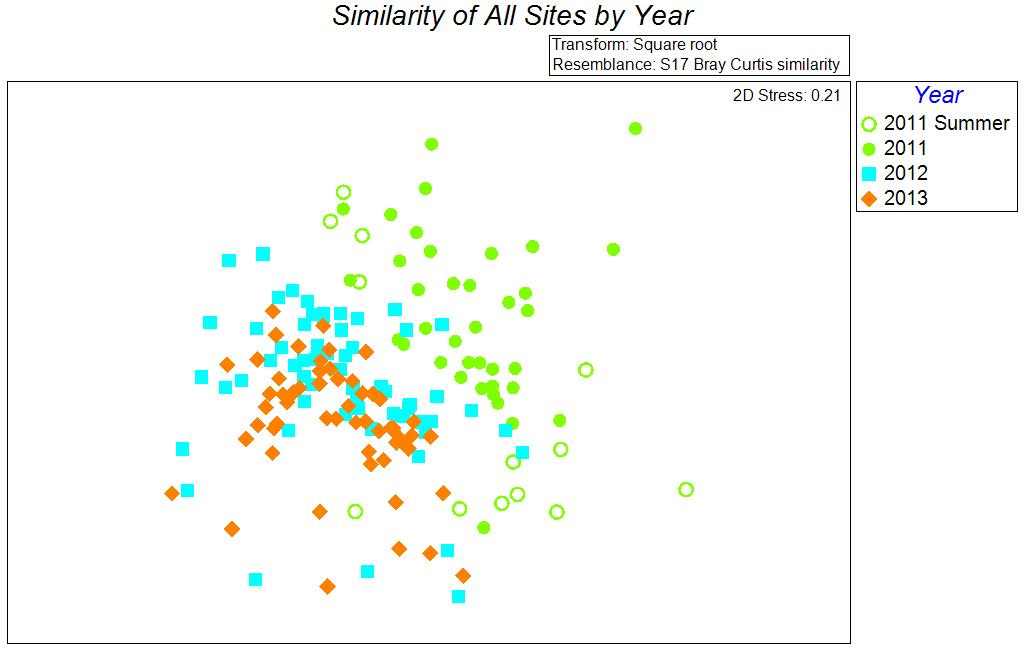 Similarity of All Sites by Year
Transform: Square root
Resemblance: S17 Bray Curtis similarity
2D Stress: 0.21
Year
2011 Summer
2011
2012
2013